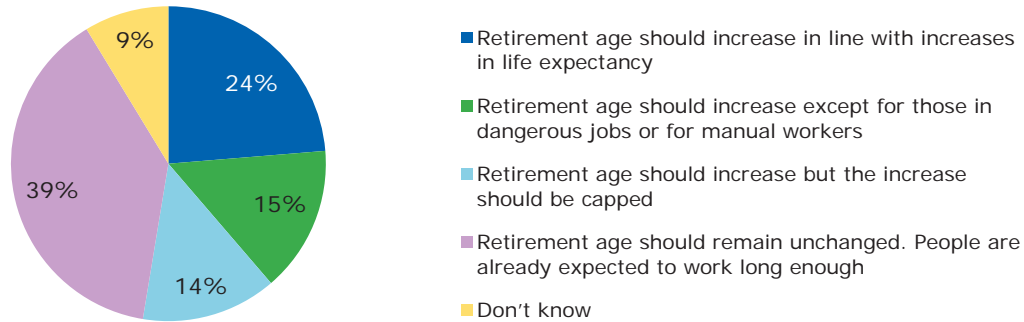 9%
24%
39%
15%
14%
Retirement age should increase in line with increases
in life expectancy
Retirement age should increase except for those in
dangerous jobs or for manual workers
Retirement age should increase but the increase
should be capped
Retirement age should remain unchanged. People are
already expected to work long enough
Don't know